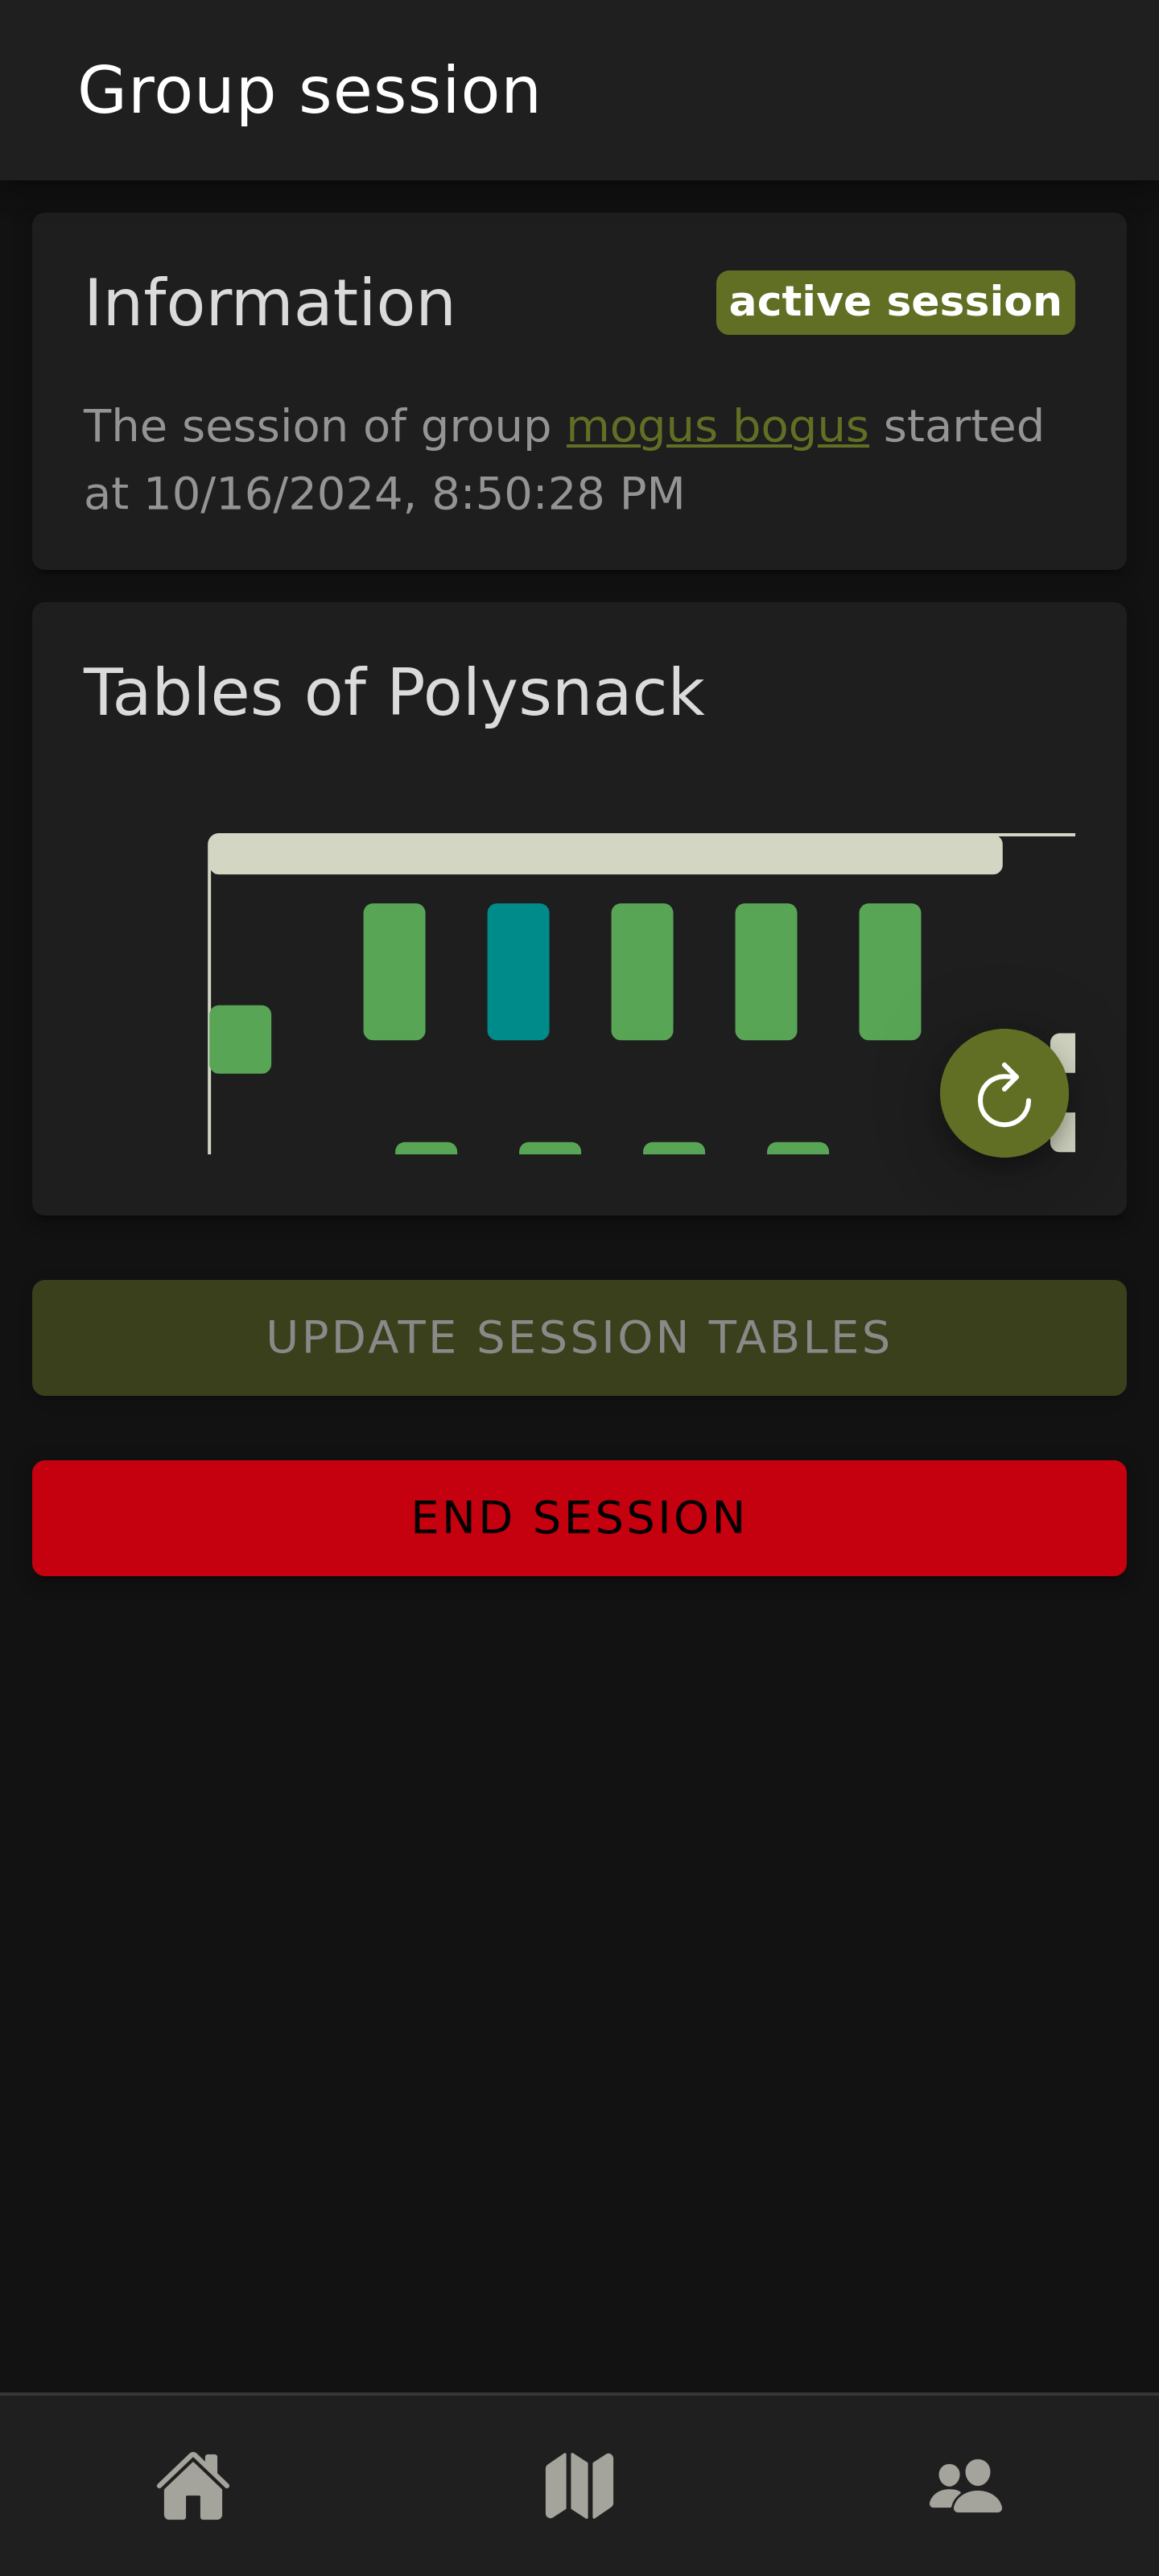 Group session
Information
active session
The session of group mogus bogus started
at 10/16/2024, 8:50:28 PM
Tables of Polysnack
UPDATE SESSION TABLES
END SESSION